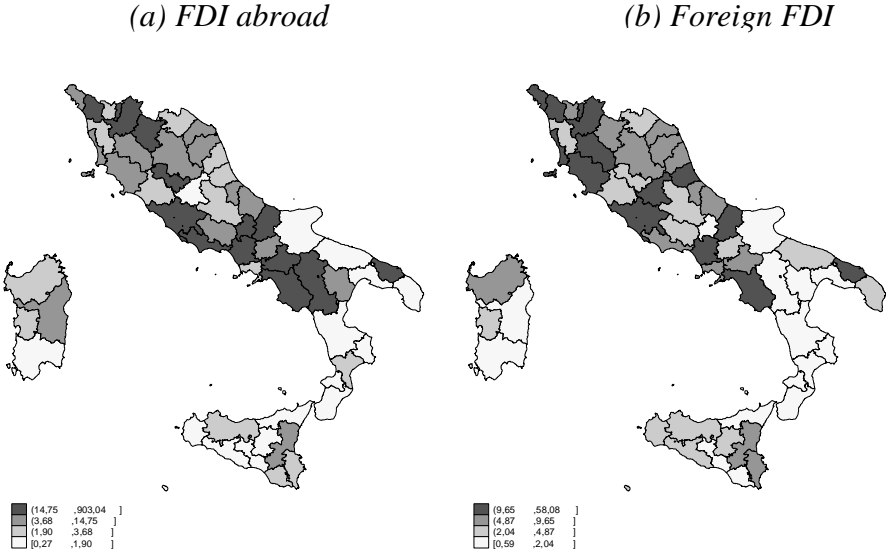 (a) FDI abroad
(b) Foreign FDI
(14,75 ,903,04 ]
(3,68 ,14,75 ]
(1,90 ,3,68 ]
[0,27 ,1,90 ]
(9,65 ,58,08 ]
(4,87 ,9,65 ]
(2,04 ,4,87 ]
[0,59 ,2,04 ]